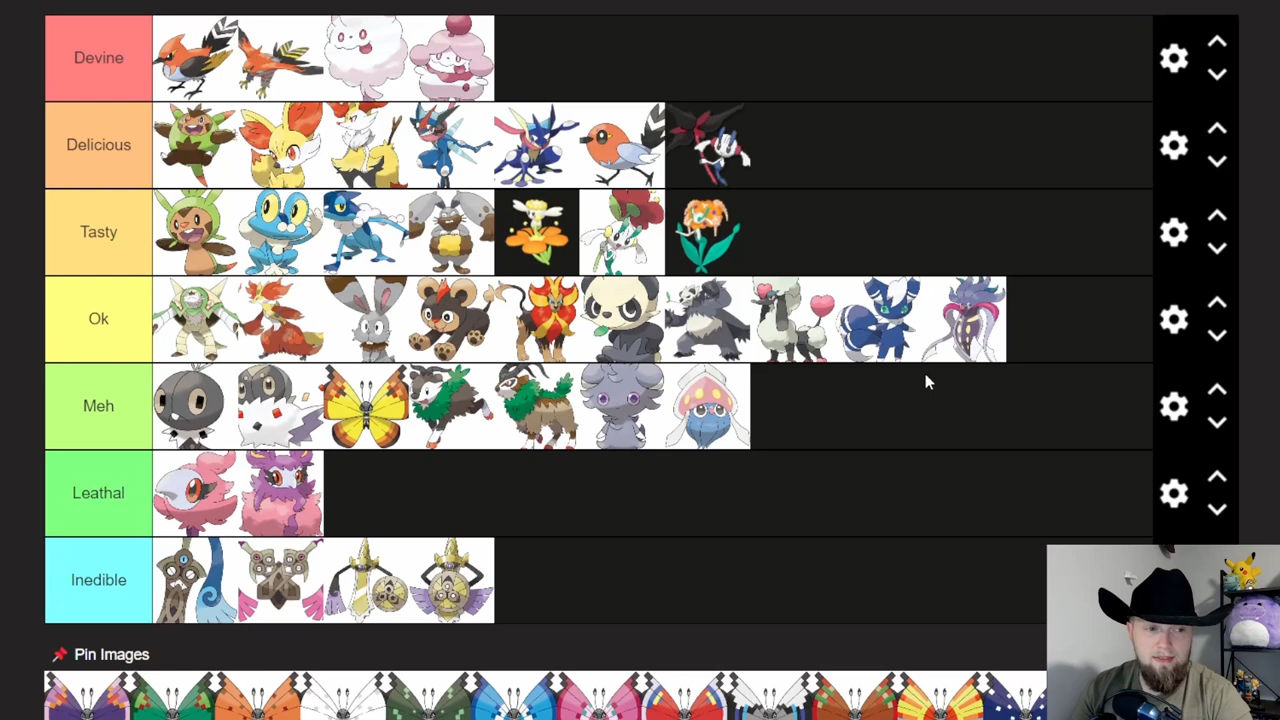 Devine
Delicious
Tasty
Ok
Meh
Leathal
Inedible
Pin Images